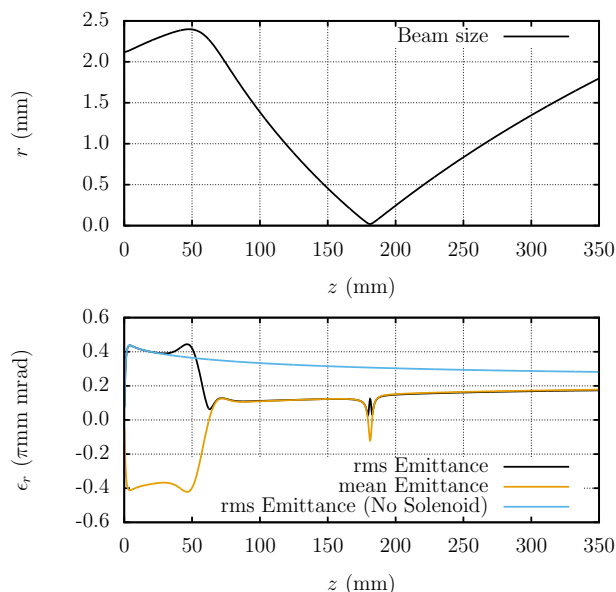 2.5
2.0
1.5
1.0
0.5
0.0
r (mm)
Beam size
0 50 100 150 200 250 300 350
z (mm)
0.6
0.4
0.2
0.0
-0.2
-0.4
-0.6
ϵr (πmm mrad)
rms Emittance
mean Emittance
rms Emittance (No Solenoid)
0 50 100 150 200 250 300 350
z (mm)